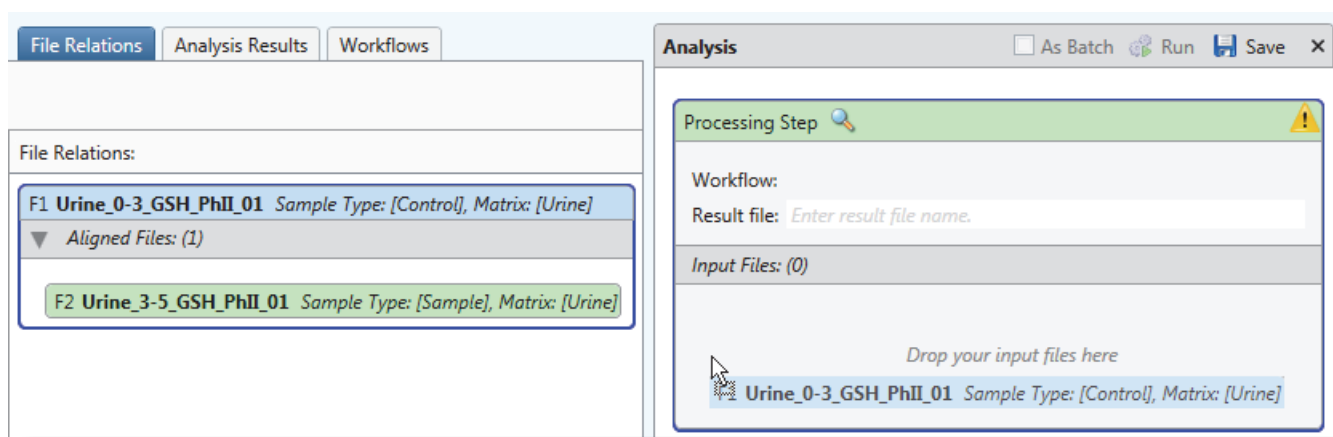 File Relations Analysis Results Workflows
File Relations:
F1 Urine_0-3_GSH_PhII_01 Sample Type: [Control], Matrix: [Urine]
Aligned Files: (1)
F2 Urine_3-5_GSH_PhII_01 Sample Type: [Sample], Matrix: [Urine]
Analysis As Batch Run Save
Processing Step
Workflow:
Result file: Enter result file name.
Input Files: (0)
Drop your input files here
Urine_0-3_GSH_PhII_01 Sample Type: [Control], Matrix: [Urine]